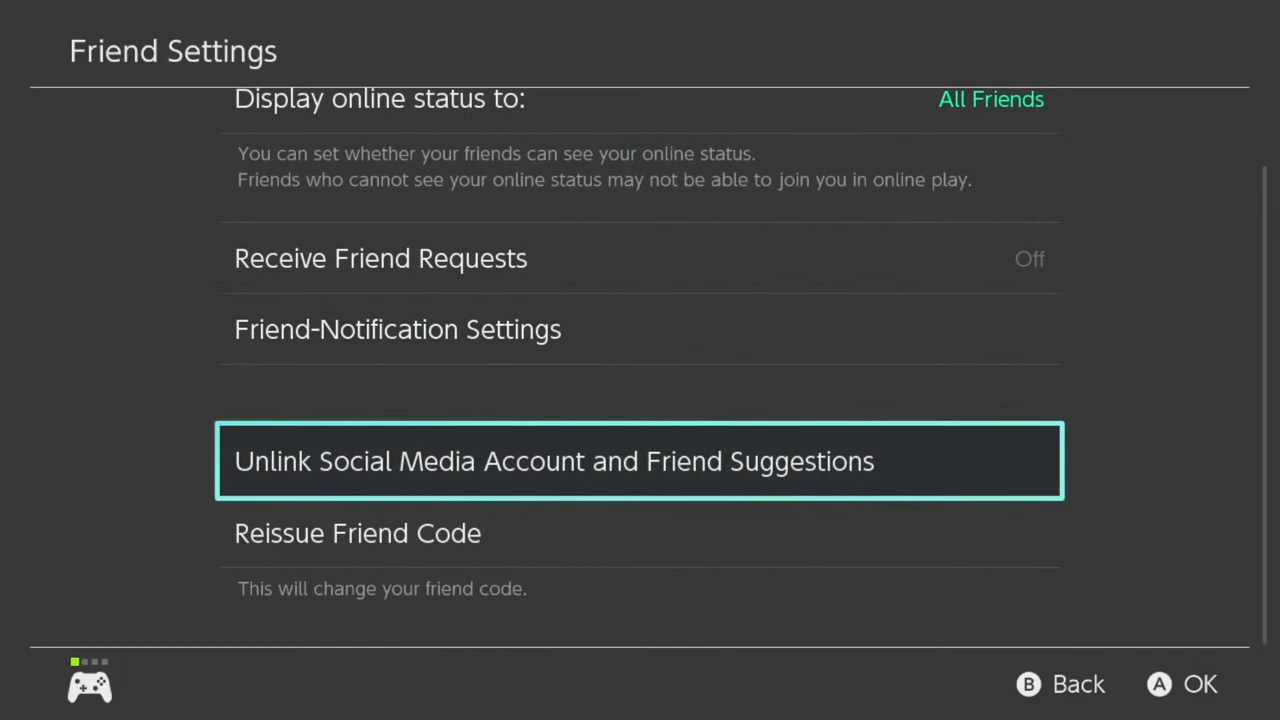 Friend Settings
Display online status to: All Friends
You can set whether your friends can see your online status.
Friends who cannot see your online status may not be able to join you in online play.
Receive Friend Requests Off
Friend-Notification Settings
Unlink Social Media Account and Friend Suggestions
Reissue Friend Code
This will change your friend code.
B Back A OK